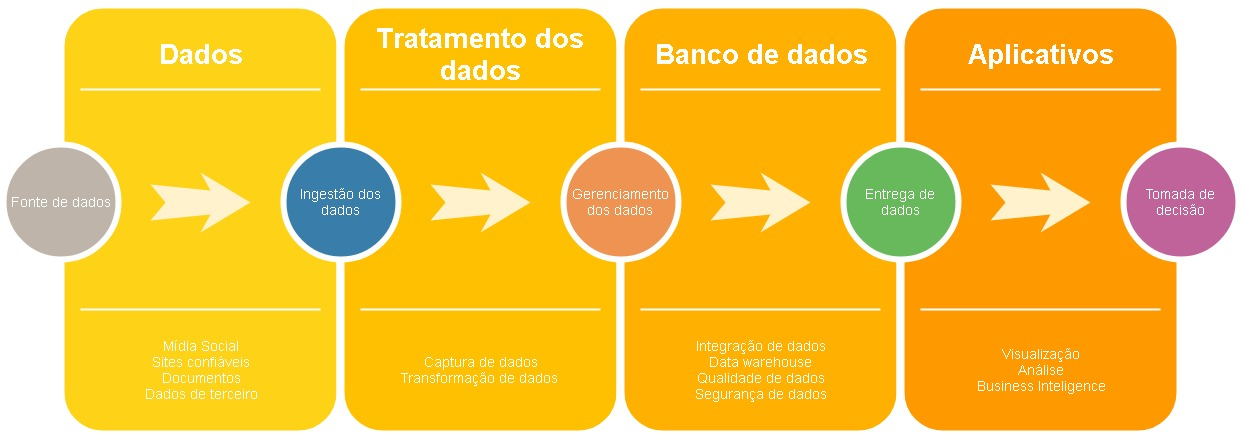 Dados
Tratamento dos
dados
Banco de dados
Aplicativos
Fonte de dados
Ingestão dos
dados
Gerenciamento
dos dados
Entrega de
dados
Tomada de
decisão
Mídia Social
Sites confiáveis
Documentos
Dados de terceiro
Captura de dados
Transformação de dados
Integração de dados
Data warehouse
Qualidade de dados
Segurança de dados
Visualização
Análise
Business Inteligence